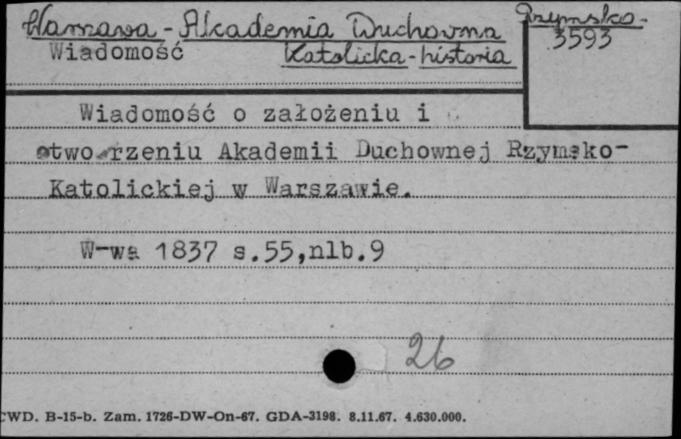 Warszawa - Akademia Duchowna Rzymsko-
Wiadomość Katolicka - historia
3593
Wiadomość o założeniu i
otworzeniu Akademii Duchownej Rzymsko-
Katolickiej w Warszawie.
W-wa 1837 s.55,nlb.9
26
CWD. B-15-b. Zam. 1726-DW-On-67. GDA-3198. 8.11.67. 4.630.000.